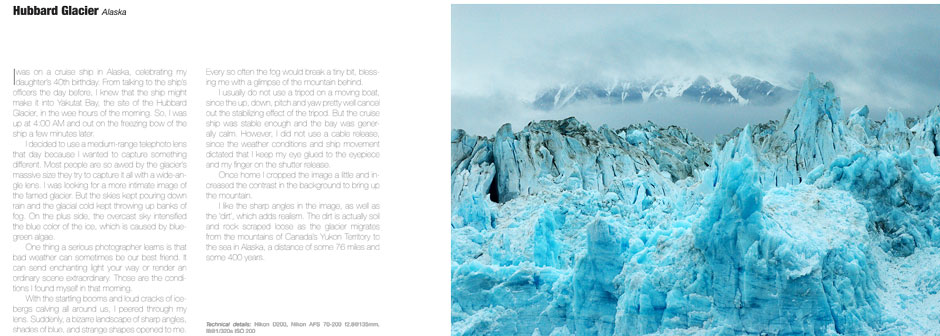 Hubbard Glacier Alaska
I was on a cruise ship in Alaska, celebrating my
daughter's 40th birthday. From talking to the ship's
officers the day before, I knew that the ship might
make it into Yakutat Bay, the site of the Hubbard
Glacier, in the wee hours of the morning. So, I was
up at 4:00 AM and out on the freezing bow of the
ship a few minutes later.
I decided to use a medium-range telephoto lens
that day because I wanted to capture something
different. Most people are so awed by the glacier's
massive size they try to capture it all with a wide-an-
gle lens. I was looking for a more intimate image of
the famed glacier. But the skies kept pouring down
rain and the glacial cold kept throwing up banks of
fog. On the plus side, the overcast sky intensified
the blue color of the ice, which is caused by blue-
green algae.
One thing a serious photographer learns is that
bad weather can sometimes be our best friend. It
can send enchanting light your way or render an
ordinary scene extraordinary. Those are the condi-
tions I found myself in that morning.
With the startling booms and loud cracks of ice-
bergs calving all around us, I peered through my
lens. Suddenly, a bizarre landscape of sharp angles,
shades of blue, and strange shapes opened to me.
Every so often the fog would break a tiny bit, bless-
ing me with a glimpse of the mountain behind.
I usually do not use a tripod on a moving boat,
since the up, down, pitch and yaw pretty well cancel
out the stabilizing effect of the tripod. But the cruise
ship was stable enough and the bay was gener-
ally calm. However, I did not use a cable release,
since the weather conditions and ship movement
dictated that I keep my eye glued to the eyepiece
and my finger on the shutter release.
Once home I cropped the image a little and in-
creased the contrast in the background to bring up
the mountain.
I like the sharp angles in the image, as well as
the 'dirt', which adds realism. The dirt is actually soil
and rock scraped loose as the glacier migrates
from the mountains of Canada's Yukon Territory to
the sea in Alaska, a distance of some 76 miles and
some 400 years.
Technical details: Nikon D200, Nikon AFS 70-200 f2.8@135mm,
f8@1/320s ISO 200